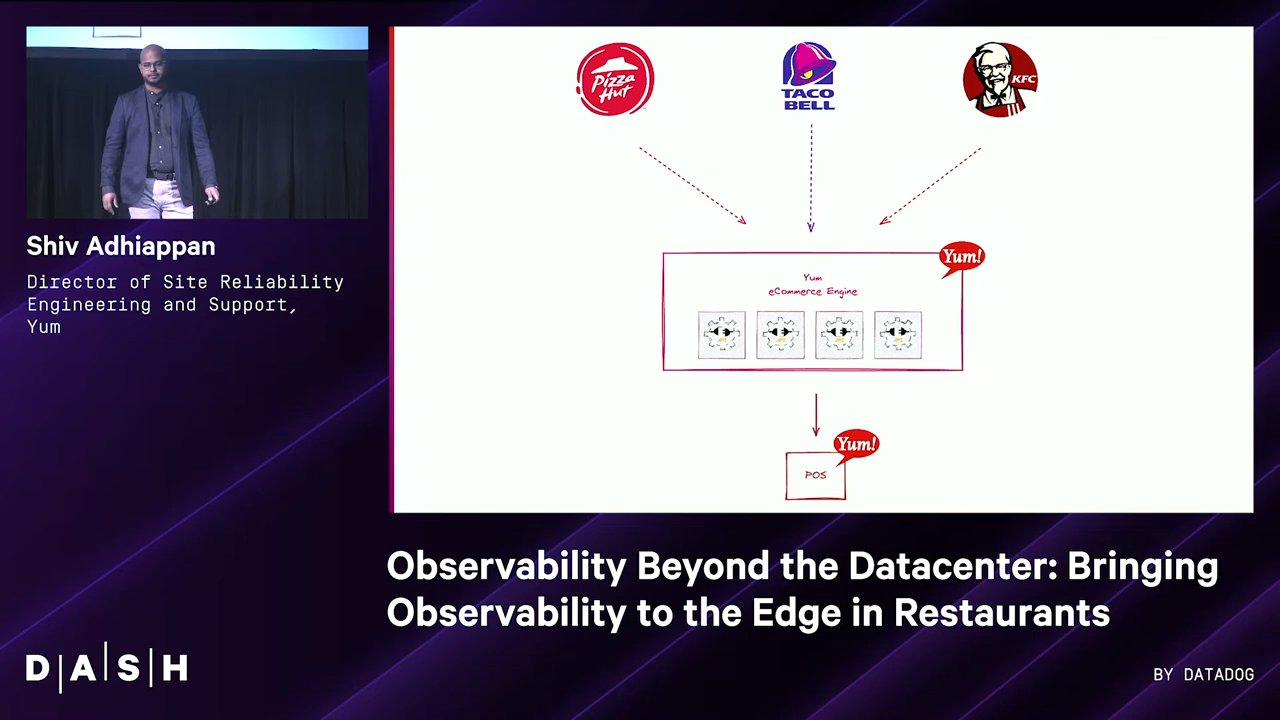 Pizza
Hut
TACO
BELL
KFC
Yum!
Yum
eCommerce Engine
Yum!
POS
Shiv Adhiappan
Director of Site Reliability
Engineering and Support,
Yum
Observability Beyond the Datacenter: Bringing
Observability to the Edge in Restaurants
D|A|S|H
BY DATADOG